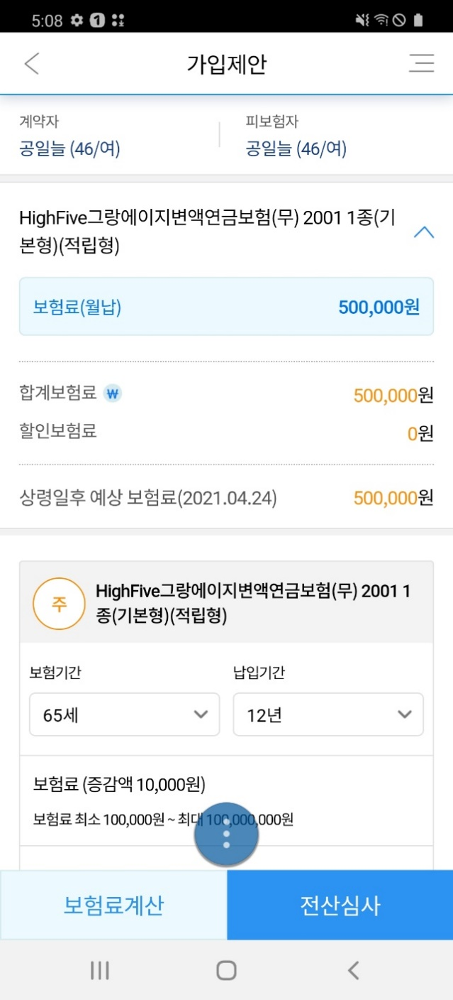 5:08
1
가입제안
계약자
피보험자
공일늘 (46/여)
공일늘 (46/여)
HighFive그랑에이지변액연금보험(무) 2001 1종(기
본형)(적립형)
보험료(월납) 500,000원
합계보험료 ₩ 500,000원
할인보험료 0원
상령일후 예상 보험료(2021.04.24) 500,000원
주
HighFive그랑에이지변액연금보험(무) 2001 1
종(기본형)(적립형)
보험기간 납입기간
65세 12년
보험료 (증감액 10,000원)
보험료 최소 100,000원 ~ 최대 100,000,000원
보험료계산 전산심사